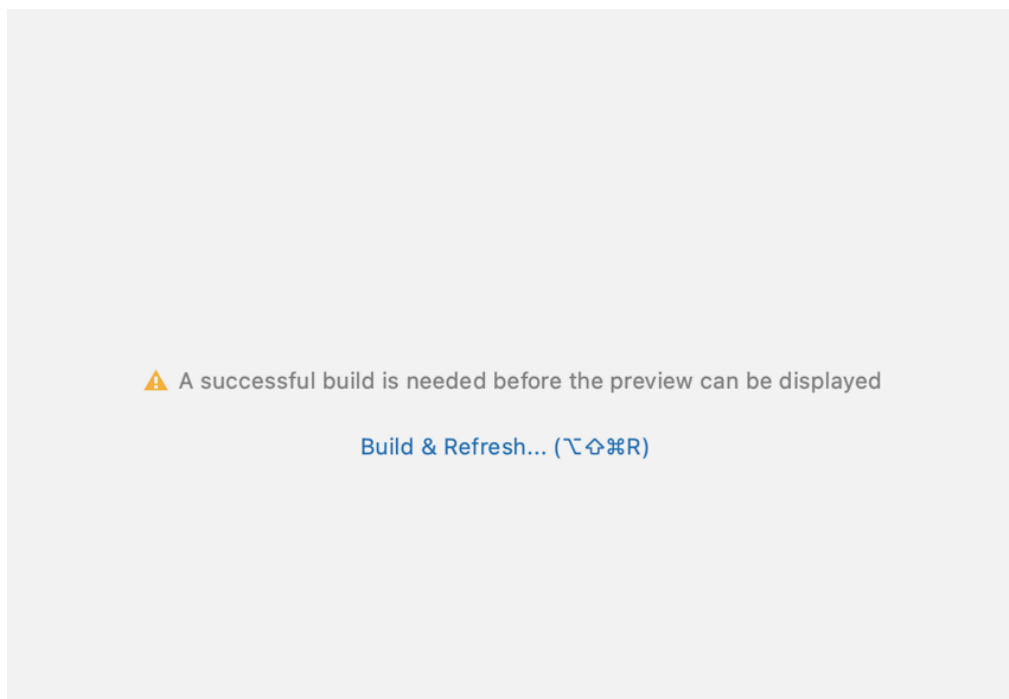 A successful build is needed before the preview can be displayed
Build & Refresh... (⌥⇧⌘R)